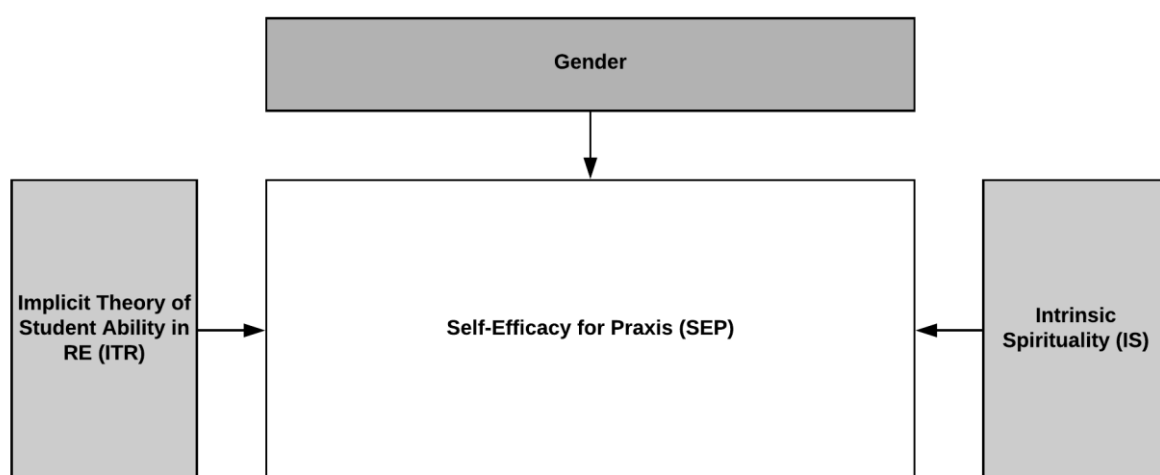 Gender
Implicit Theory of
Student Ability in
RE (ITR)
Self-Efficacy for Praxis (SEP)
Intrinsic
Spirituality (IS)